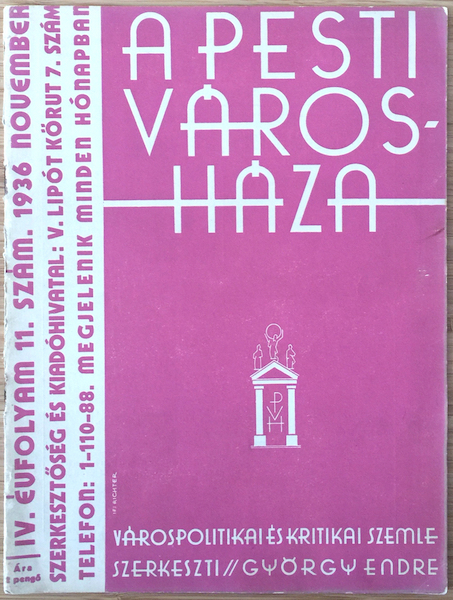 A PESTI
VÁROS-
HÁZA
IV. ÉVFOLYAM 11. SZÁM. 1936 NOVEMBER
SZERKESZTŐSÉG ÉS KIADÓHIVATAL: V. LIPÓT KÖRUT 7. SZÁM
TELEFON: 1-110-88. MEGJELENIK MINDEN HÓNAPBAN
Ára
pengő
PVH
RICHTER
VÁROSPOLITIKAI ÉS KRITIKAI SZEMLE
SZERKESZTI // GYÖRGY ENDRE